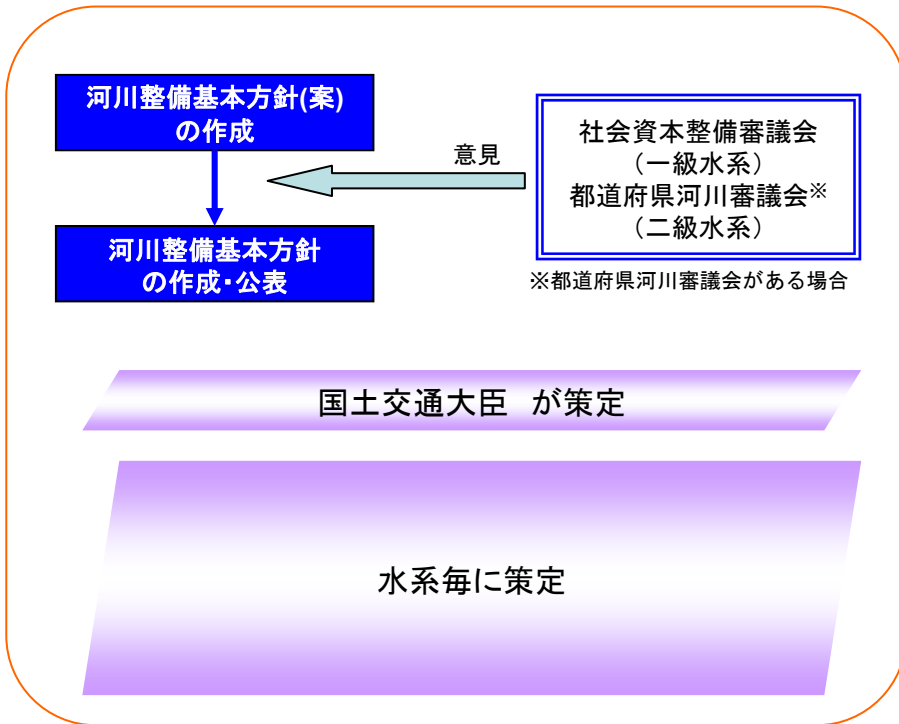 河川整備基本方針(案)
の作成
意見
社会資本整備審議会
（一級水系）
都道府県河川審議会※
（二級水系）
河川整備基本方針
の作成･公表
※都道府県河川審議会がある場合
国土交通大臣　が策定
水系毎に策定